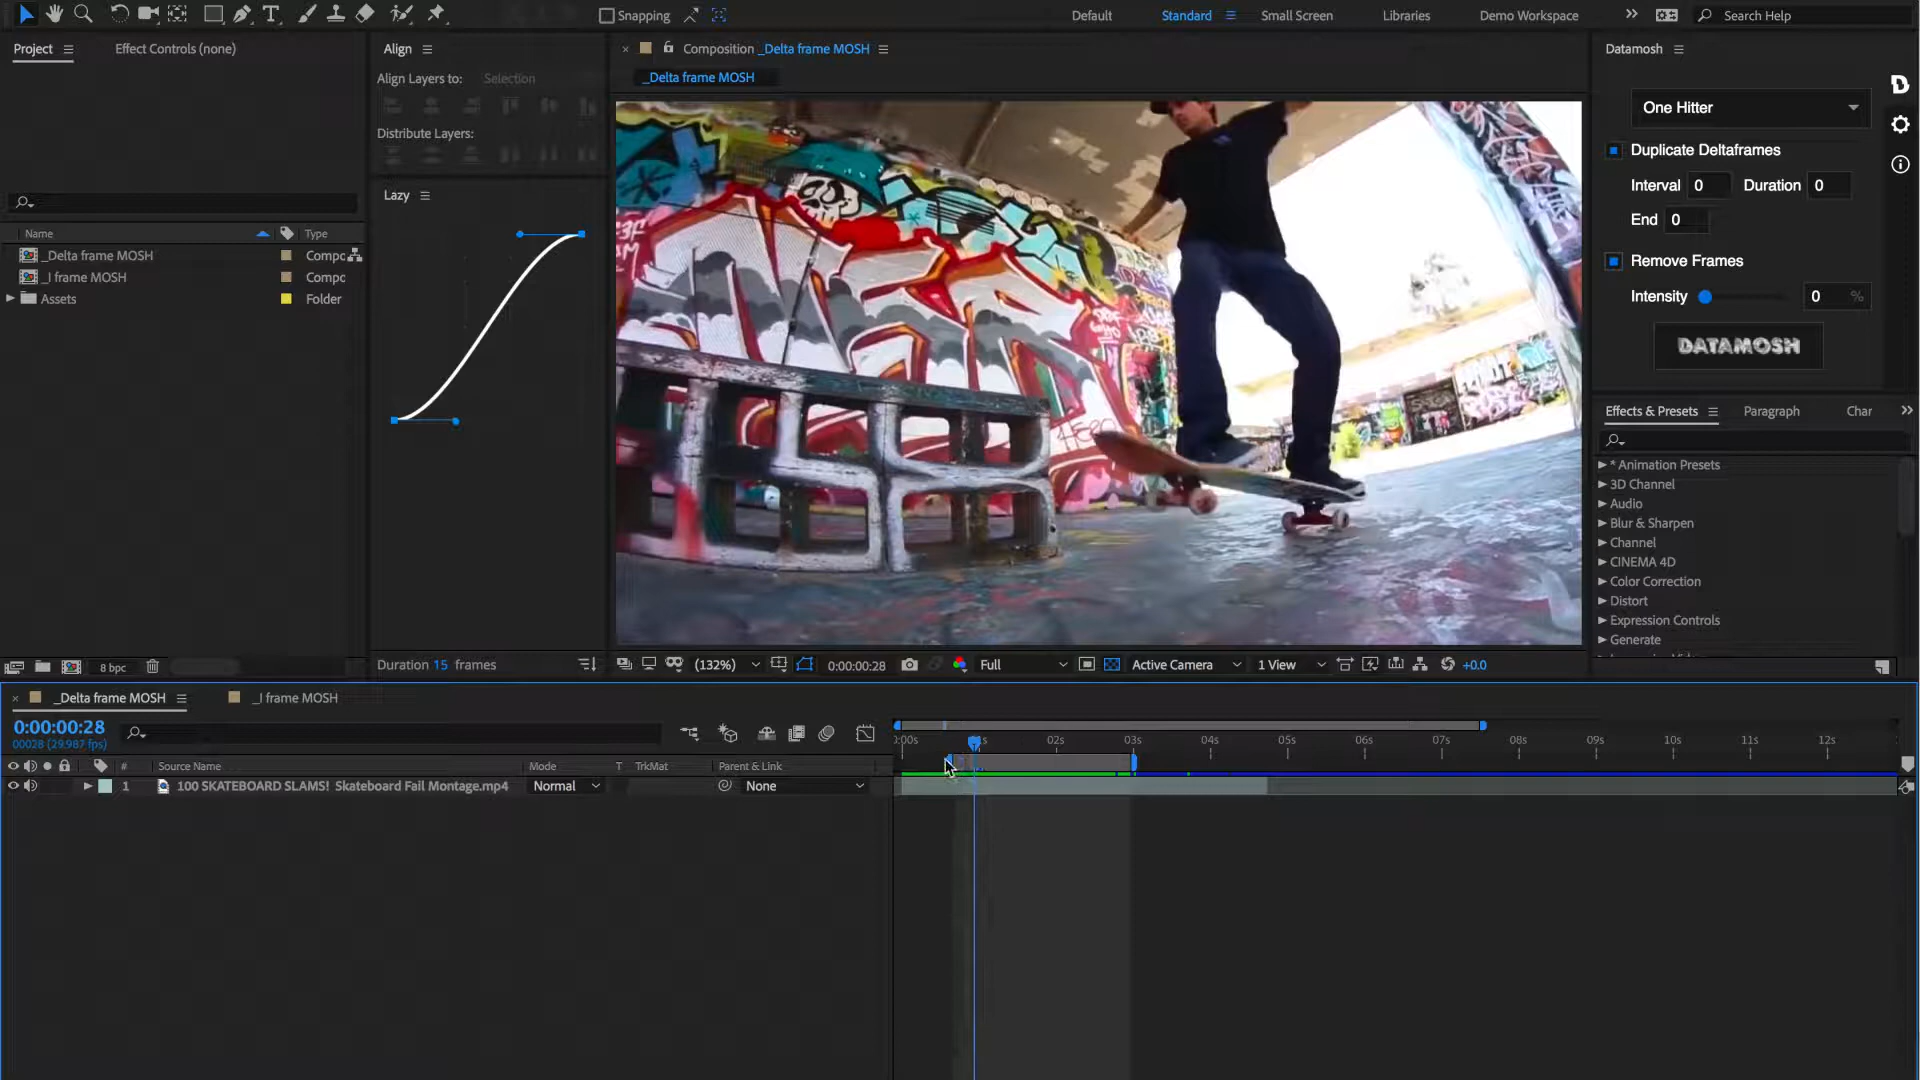 Snapping
Default
Standard
Small Screen
Libraries
Demo Workspace
Search Help
Project
Effect Controls (none)
Align
Composition _Delta frame MOSH
Datamosh
Align Layers to:
Selection
_Delta frame MOSH
One Hitter
Distribute Layers:
Duplicate Deltaframes
Interval 0 Duration 0
End 0
Remove Frames
Intensity 0 %
DATAMOSH
Lazy
Name
Type
_Delta frame MOSH
Compc
_I frame MOSH
Compc
Assets
Folder
Effects & Presets
Paragraph
Char
* Animation Presets
3D Channel
Audio
Blur & Sharpen
Channel
CINEMA 4D
Color Correction
Distort
Expression Controls
Generate
8 bpc
Duration 15 frames
(132%)
0:00:00:28
Full
Active Camera
1 View
+0.0
_Delta frame MOSH
_I frame MOSH
0:00:00:28
00028 (29.987 fps)
:00s
02s
03s
04s
05s
06s
07s
08s
09s
10s
11s
12s
# Source Name
Mode
T TrkMat
Parent & Link
1 100 SKATEBOARD SLAMS! Skateboard Fail Montage.mp4
Normal
None